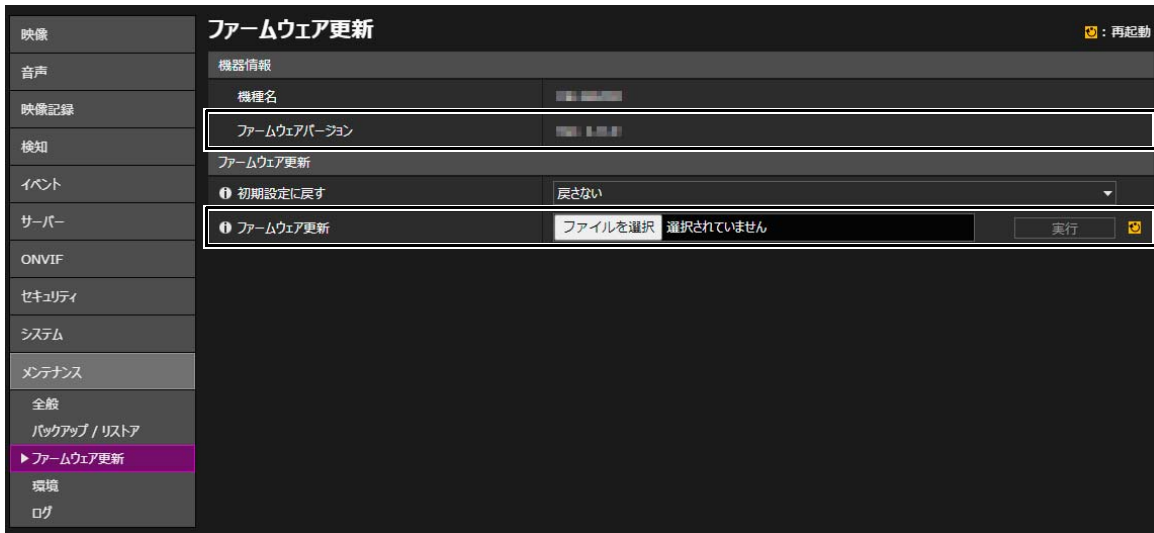 映像
音声
映像記録
検知
イベント
サーバー
ONVIF
セキュリティ
システム
メンテナンス
全般
バックアップ / リストア
▶ファームウェア更新
環境
ログ
ファームウェア更新
：再起動
機器情報
機種名
ファームウェアバージョン
ファームウェア更新
初期設定に戻す 戻さない
ファームウェア更新 ファイルを選択 選択されていません 実行